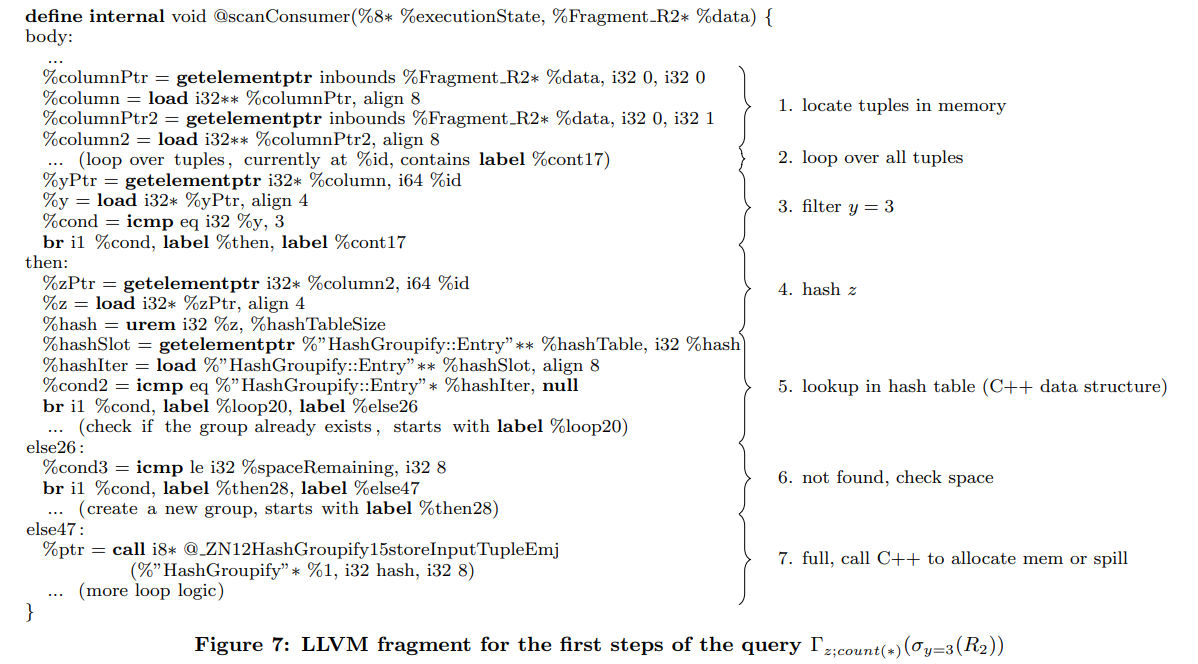 define internal void @scanConsumer(%8* %executionState, %Fragment_R2* %data) {
body:
...
%columnPtr = getelementptr inbounds %Fragment_R2* %data, i32 0, i32 0
%column = load i32** %columnPtr, align 8
%columnPtr2 = getelementptr inbounds %Fragment_R2* %data, i32 0, i32 1
%column2 = load i32** %columnPtr2, align 8
1. locate tuples in memory
... (loop over tuples, currently at %id, contains label %cont17)
2. loop over all tuples
%yPtr = getelementptr i32* %column, i64 %id
%y = load i32* %yPtr, align 4
%cond = icmp eq i32 %y, 3
br i1 %cond, label %then, label %cont17
3. filter y = 3
then:
%zPtr = getelementptr i32* %column2, i64 %id
%z = load i32* %zPtr, align 4
%hash = urem i32 %z, %hashTableSize
4. hash z
%hashSlot = getelementptr %"HashGroupify::Entry"** %hashTable, i32 %hash
%hashIter = load %"HashGroupify::Entry"** %hashSlot, align 8
%cond2 = icmp eq %"HashGroupify::Entry"* %hashIter, null
br i1 %cond, label %loop20, label %else26
... (check if the group already exists, starts with label %loop20)
5. lookup in hash table (C++ data structure)
else26:
%cond3 = icmp le i32 %spaceRemaining, i32 8
br i1 %cond, label %then28, label %else47
... (create a new group, starts with label %then28)
6. not found, check space
else47:
%ptr = call i8* @_ZN12HashGroupify15storeInputTupleEmj
(%"HashGroupify"* %1, i32 hash, i32 8)
... (more loop logic)
7. full, call C++ to allocate mem or spill
}
Figure 7: LLVM fragment for the first steps of the query Γz;count(∗)(σy=3(R2))